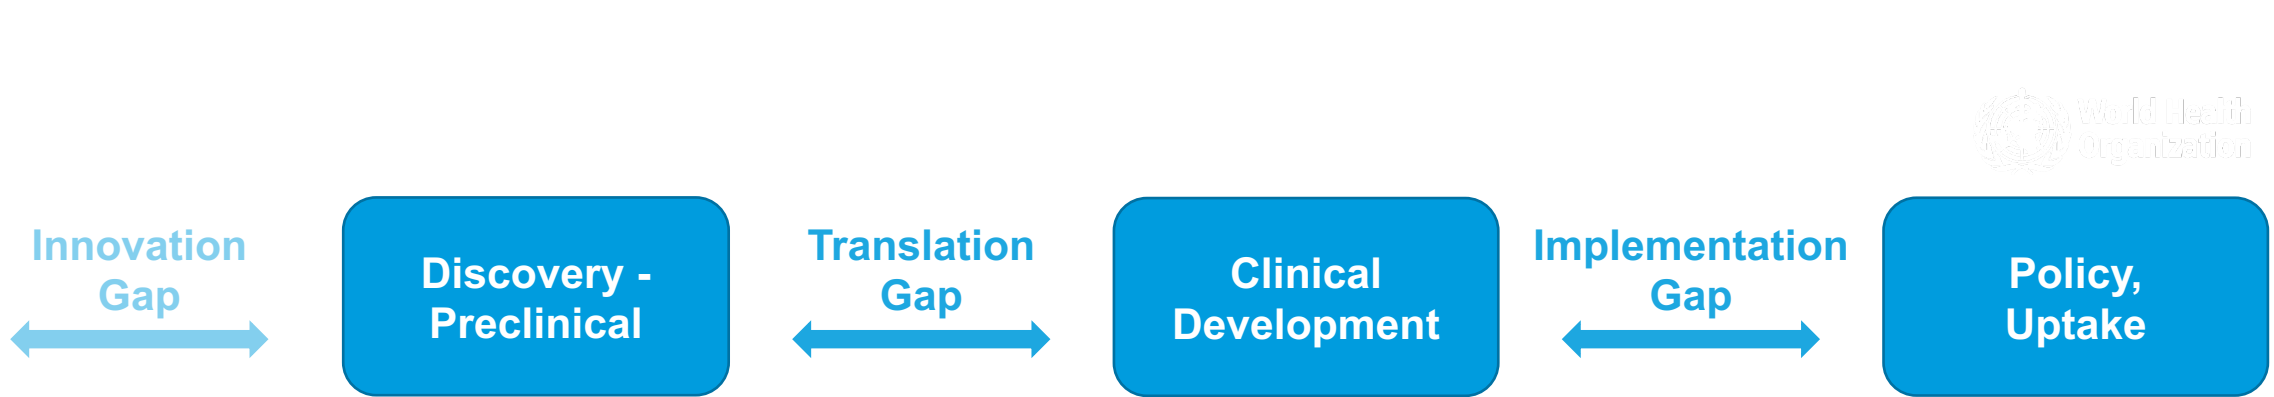 World Health
Organization
Innovation
Gap
Discovery -
Preclinical
Translation
Gap
Clinical
Development
Implementation
Gap
Policy,
Uptake